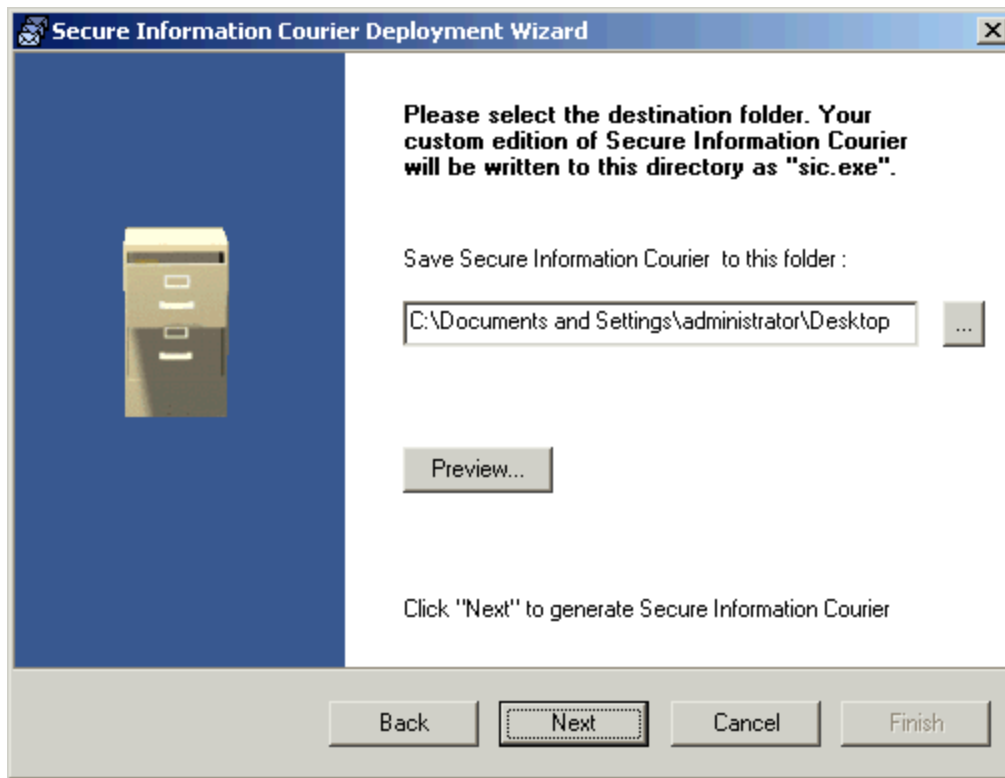 Secure Information Courier Deployment Wizard
Please select the destination folder. Your
custom edition of Secure Information Courier
will be written to this directory as "sic.exe".
Save Secure Information Courier  to this folder :
C:\Documents and Settings\administrator\Desktop
...
Preview...
Click "Next" to generate Secure Information Courier
Back
Next
Cancel
Finish